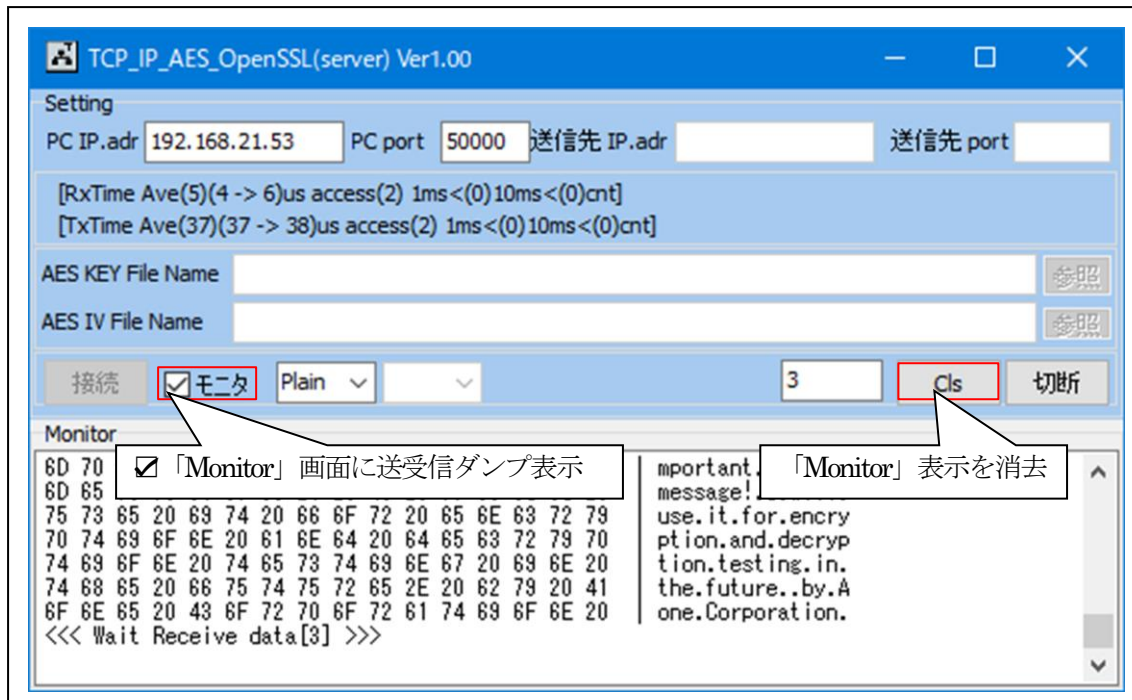 TCP_IP_AES_OpenSSL(server) Ver1.00
Setting
PC IP.adr 192.168.21.53 PC port 50000 送信先 IP.adr 送信先 port
[RxTime Ave(5)(4 -> 6)us access(2) 1ms<(0)10ms<(0)cnt]
[TxTime Ave(37)(37 -> 38)us access(2) 1ms<(0)10ms<(0)cnt]
AES KEY File Name 参照
AES IV File Name 参照
接続 モニタ Plain 3 Cls 切断
Monitor
☑「Monitor」画面に送受信ダンプ表示
「Monitor」表示を消去
6D 70 | mportant.
6D 65 message!
75 73 65 20 69 74 20 66 6F 72 20 65 6E 63 72 79 | use.it.for.encry
70 74 69 6F 6E 20 61 6E 64 20 64 65 63 72 79 70 | ption.and.decryp
74 69 6F 6E 20 74 65 73 74 69 6E 67 20 69 6E 20 | tion.testing.in.
74 68 65 20 66 75 74 75 72 65 2E 20 62 79 20 41 | the.future..by.A
6F 6E 65 20 43 6F 72 70 6F 72 61 74 69 6F 6E 20 | one.Corporation.
<<< Wait Receive data[3] >>>